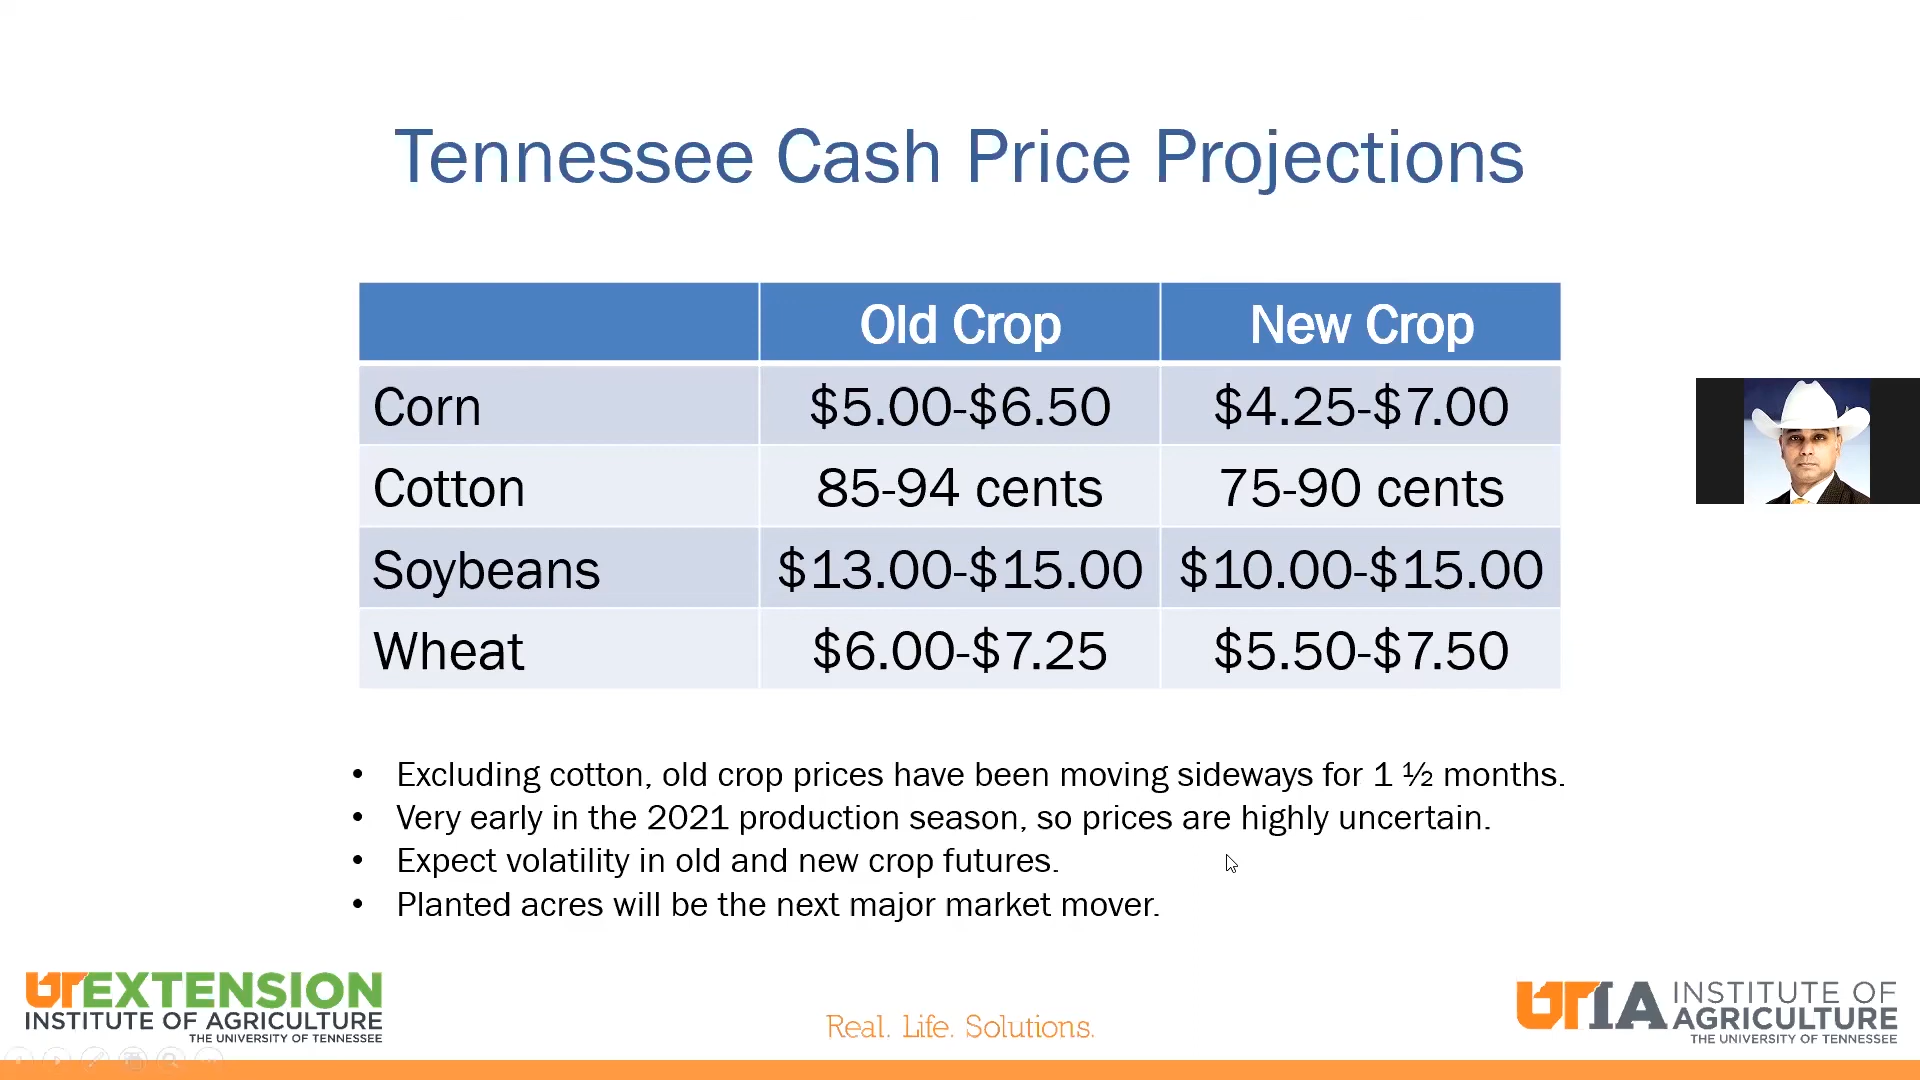 Tennessee Cash Price Projections
Old Crop New Crop
Corn $5.00-$6.50 $4.25-$7.00
Cotton 85-94 cents 75-90 cents
Soybeans $13.00-$15.00 $10.00-$15.00
Wheat $6.00-$7.25 $5.50-$7.50
• Excluding cotton, old crop prices have been moving sideways for 1 ½ months.
• Very early in the 2021 production season, so prices are highly uncertain.
• Expect volatility in old and new crop futures.
• Planted acres will be the next major market mover.
UTEXTENSION
INSTITUTE OF AGRICULTURE
THE UNIVERSITY OF TENNESSEE
Real. Life. Solutions.
UTIA INSTITUTE OF
AGRICULTURE
THE UNIVERSITY OF TENNESSEE